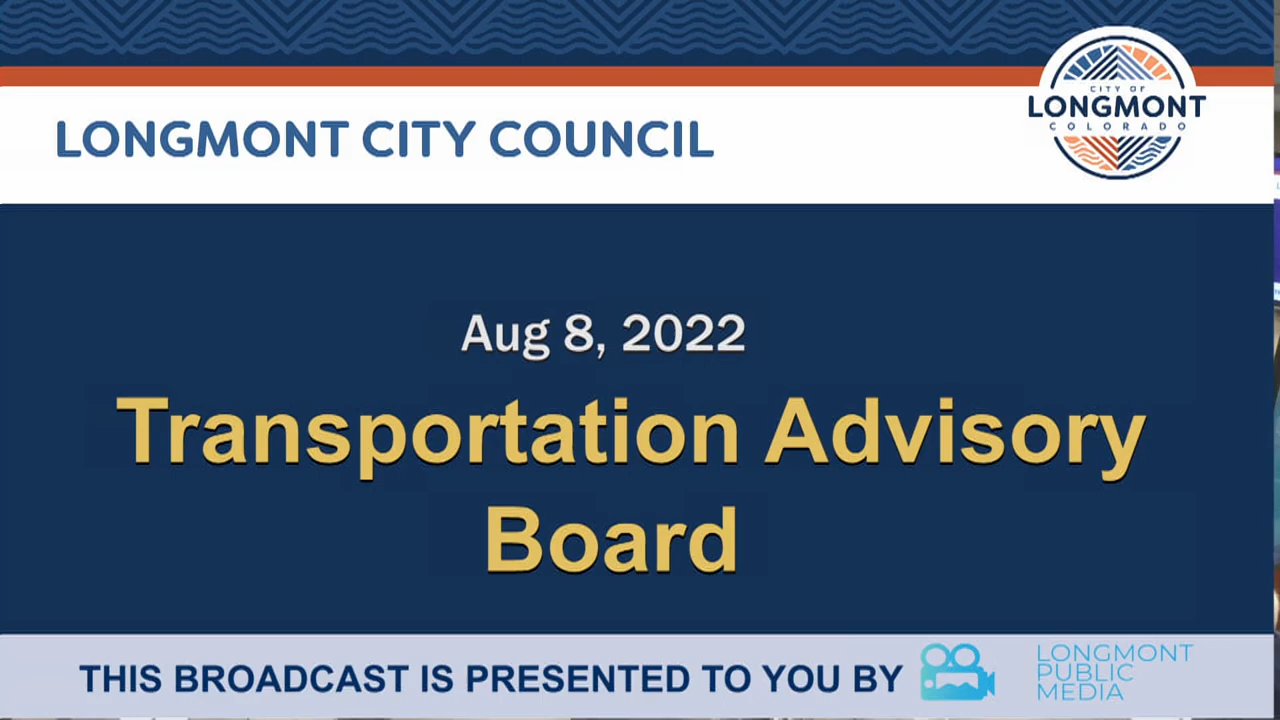 LONGMONT CITY COUNCIL
CITY OF
LONGMONT
COLORADO
Aug 8, 2022
Transportation Advisory
Board
THIS BROADCAST IS PRESENTED TO YOU BY
LONGMONT
PUBLIC
MEDIA